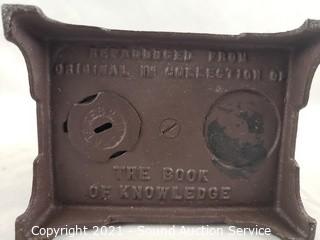 REPRODUCED FROM
ORIGINAL IN COLLECTION OF
THE BOOK
OF KNOWLEDGE
Copyright 2021 - Sound Auction Service